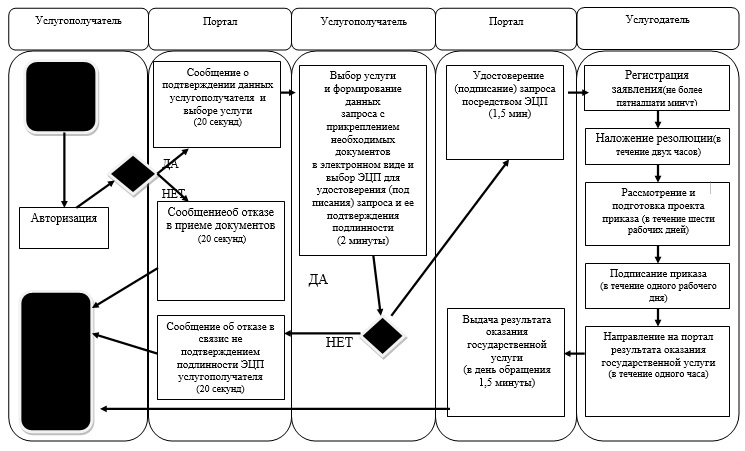 Услугополучатель
Портал
Услугополучатель
Портал
Услугодатель
Авторизация
Сообщение о
подтверждении данных
услугополучателя и
выборе услуги
(20 секунд)
ДА
НЕТ
Сообщениеоб отказе
в приеме документов
(20 секунд)
Сообщение об отказе в
связис не
подтверждением
подлинности ЭЦП
услугополучателя
(20 секунд)
Выбор услуги
и формирование
данных
запроса с
прикреплением
необходимых
документов
в электронном виде и
выбор ЭЦП для
удостоверения (под
писания) запроса и ее
подтверждения
подлинности
(2 минуты)
ДА
НЕТ
Удостоверение
(подписание) запроса
посредством ЭЦП
(1,5 мин)
Выдача результата
оказания
государственной
услуги
(в день обращения
1,5 минуты)
Регистрация
заявления(не более
пятнадцати минут)
Наложение резолюции(в
течение двух часов)
Рассмотрение и
подготовка проекта
приказа (в течение шести
рабочих дней)
Подписание приказа
(в течение одного рабочего
дня)
Направление на портал
результата оказания
государственной услуги
(в течение одного часа)